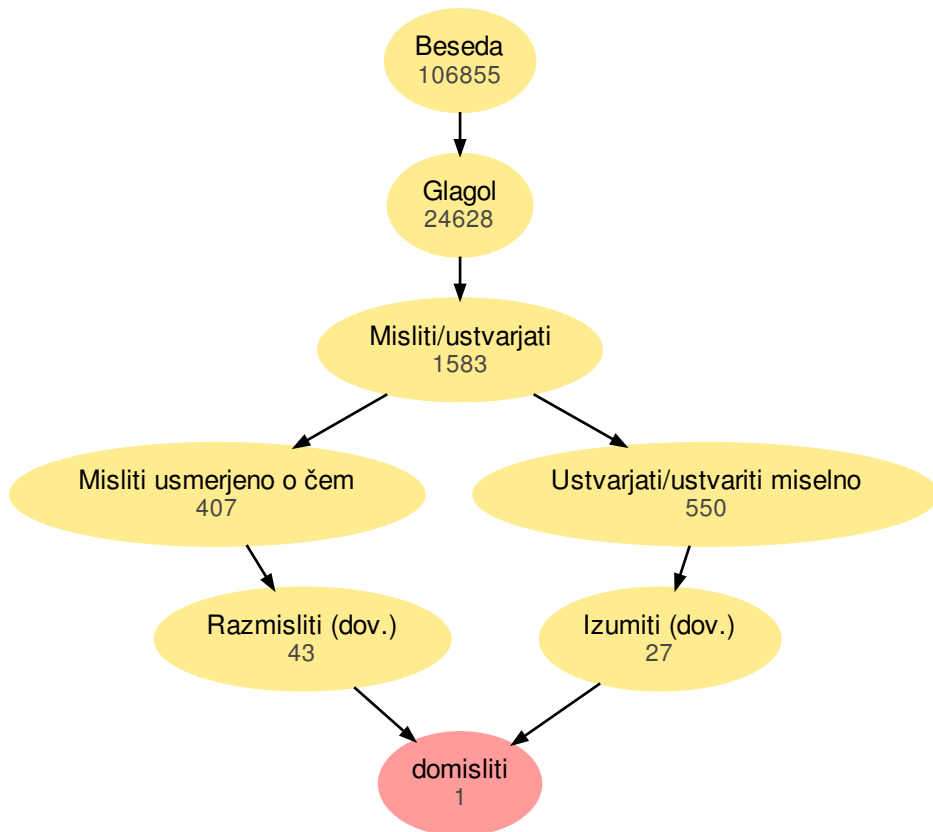 Beseda
106855
Glagol
24628
Misliti/ustvarjati
1583
Misliti usmerjeno o čem
407
Ustvarjati/ustvariti miselno
550
Razmisliti (dov.)
43
Izumiti (dov.)
27
domisliti
1